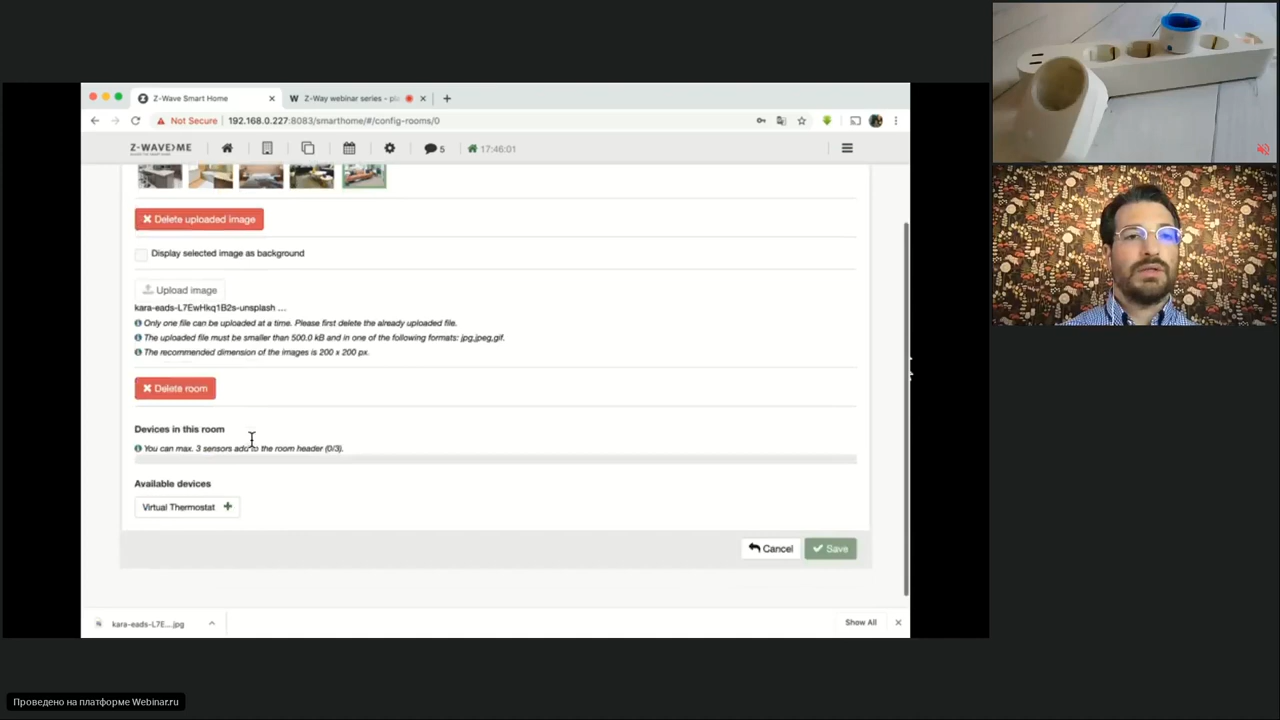 Z-Wave Smart Home
Z-Way webinar series - pl
Not Secure
192.168.0.227:8083/smarthome/#/config-rooms/0
Z-WAVE>ME
5
17:46:01
Delete uploaded image
Display selected image as background
Upload image
kara-eads-L7EwHkq1B2s-unsplash ...
Only one file can be uploaded at a time. Please first delete the already uploaded file.
The uploaded file must be smaller than 500.0 kB and in one of the following formats: jpg,jpeg,gif.
The recommended dimension of the images is 200 x 200 px.
Delete room
Devices in this room
You can max. 3 sensors add to the room header (0/3).
Available devices
Virtual Thermostat
Cancel
Save
kara-eads-L7E....jpg
Show All
Проведено на платформе Webinar.ru